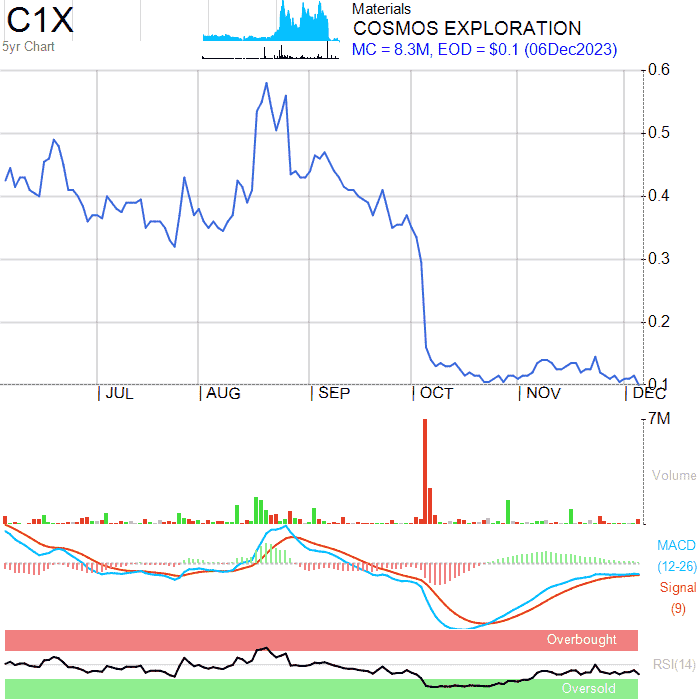 C1X
5yr Chart
Materials
COSMOS EXPLORATION
MC = 8.3M, EOD = $0.1 (06Dec2023)
0.6
0.5
0.4
0.3
0.2
0.1
JUL AUG SEP OCT NOV DEC
7M
Volume
MACD
(12-26)
Signal
(9)
Overbought
RSI(14)
Oversold